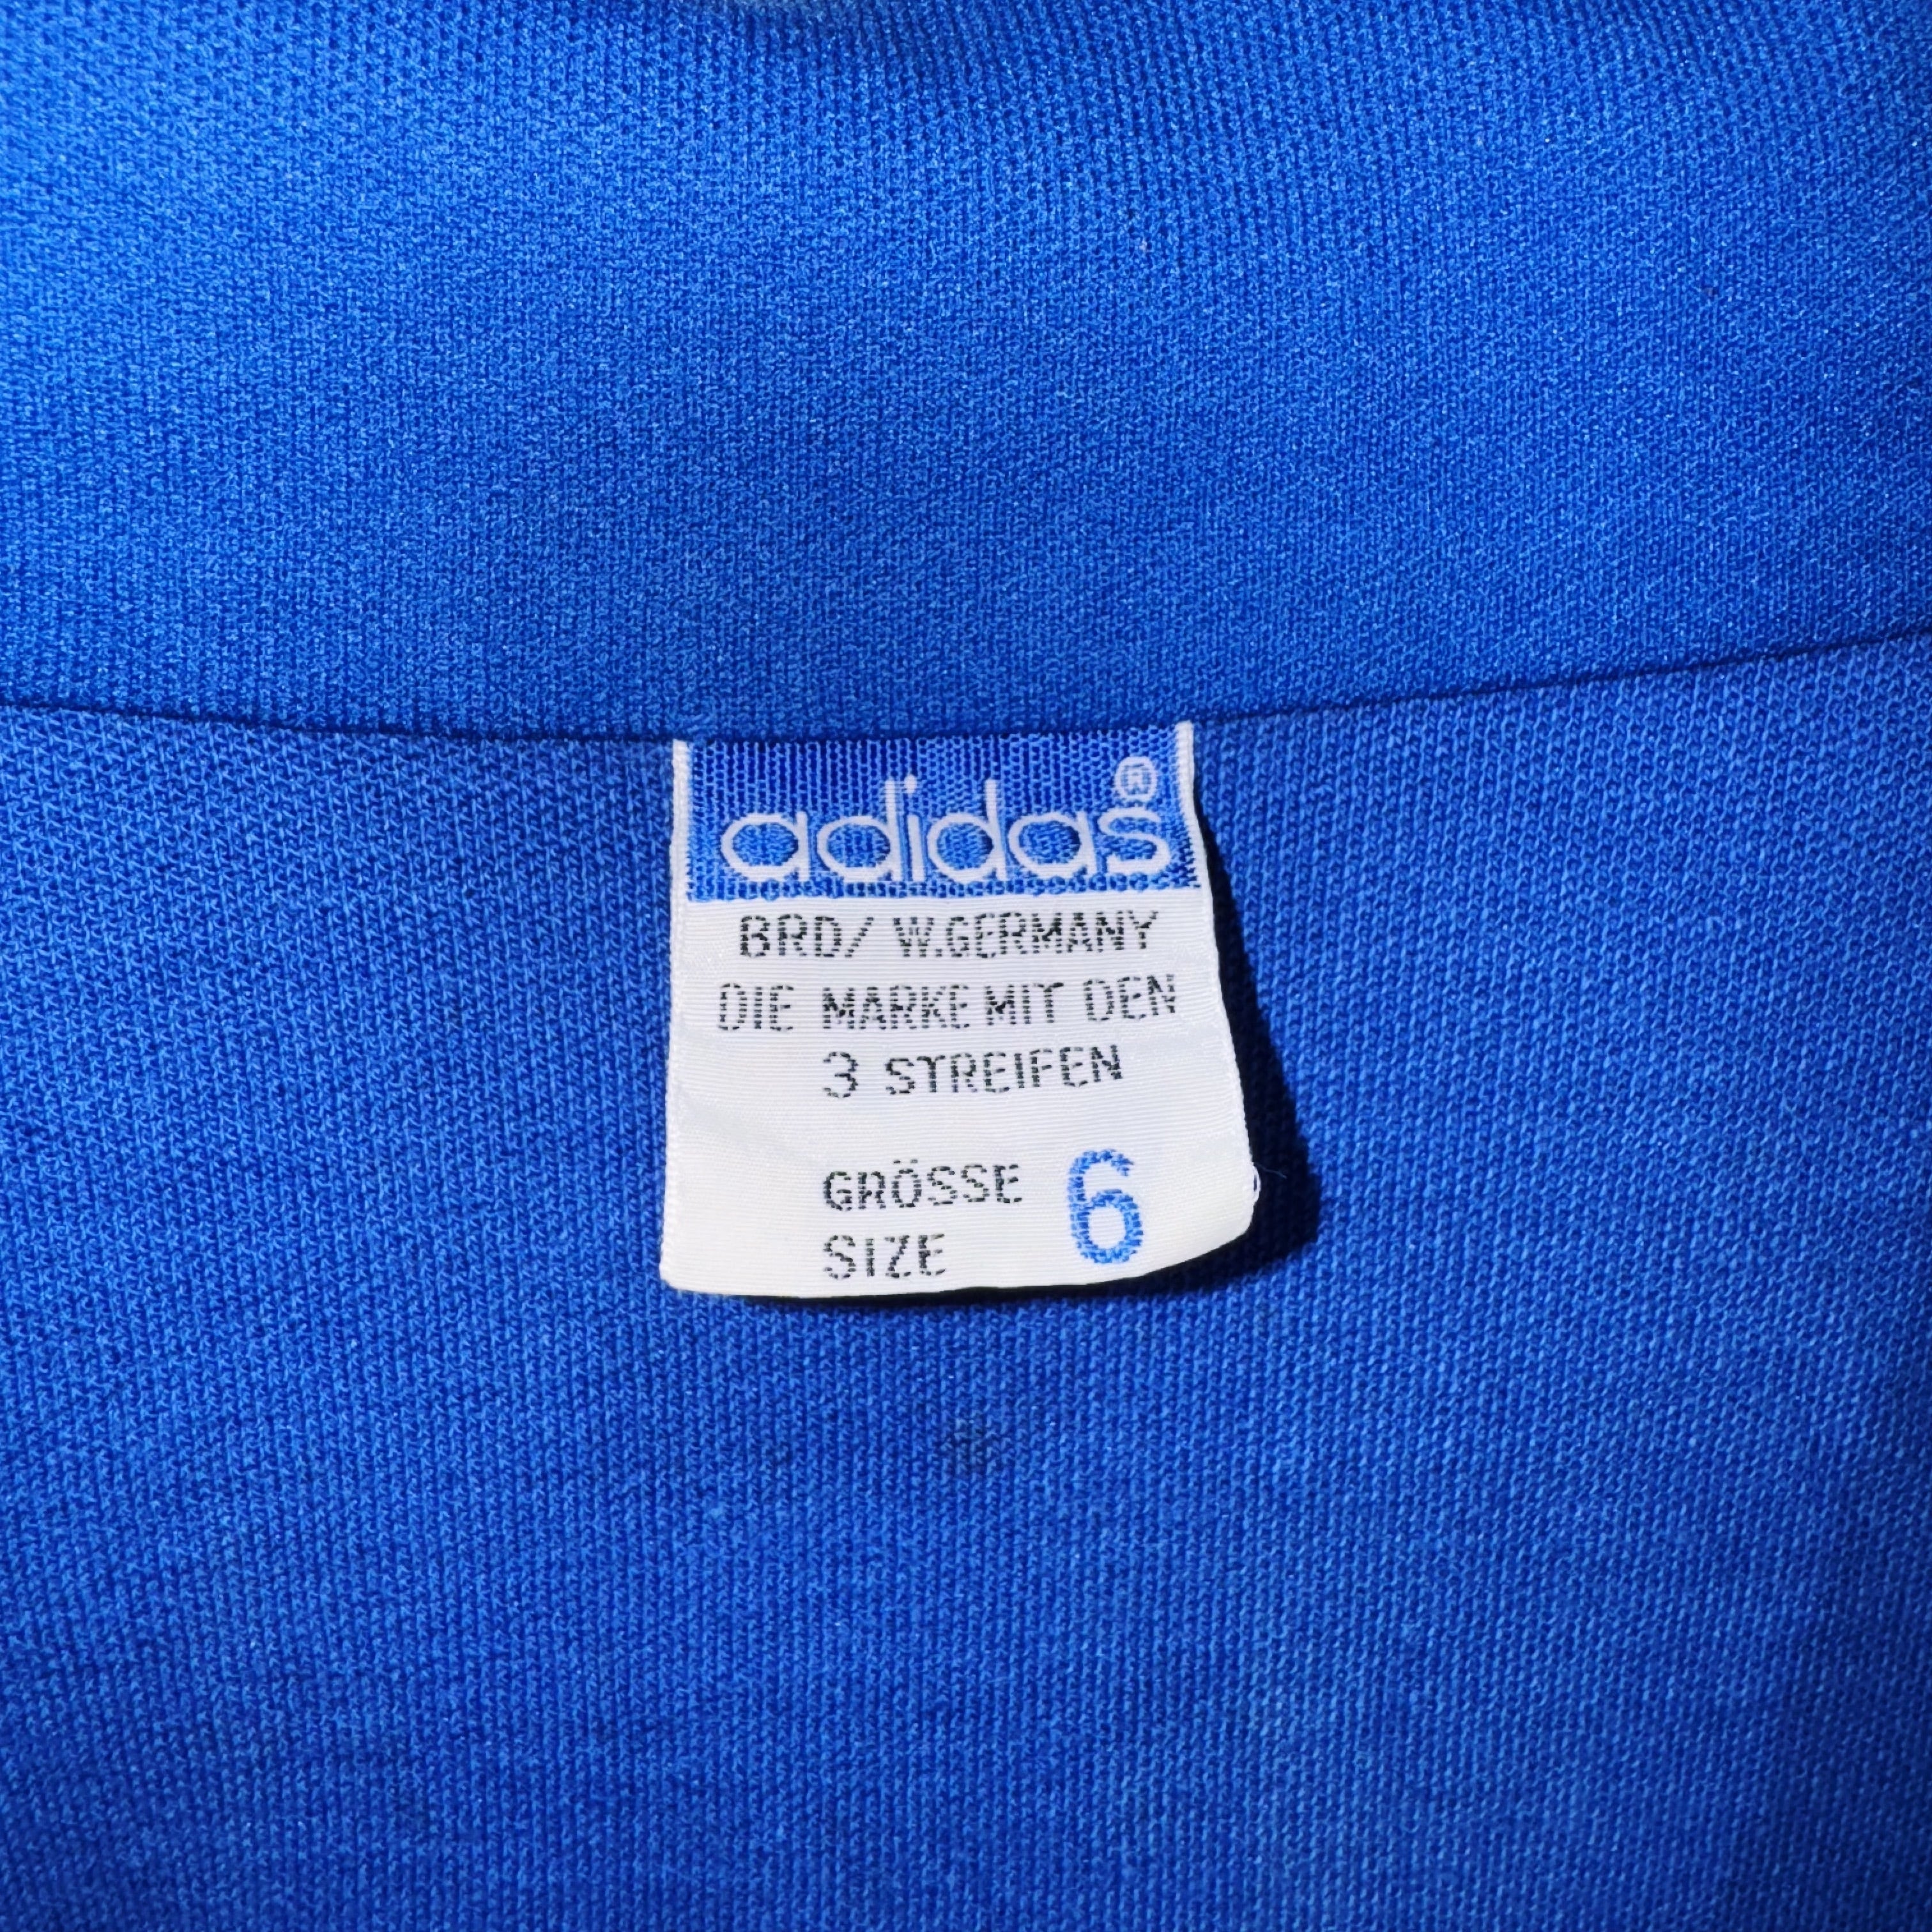 adidas®
BRD/ W.GERMANY
DIE MARKE MIT DEN
3 STREIFEN
GRÖSSE 6
SIZE